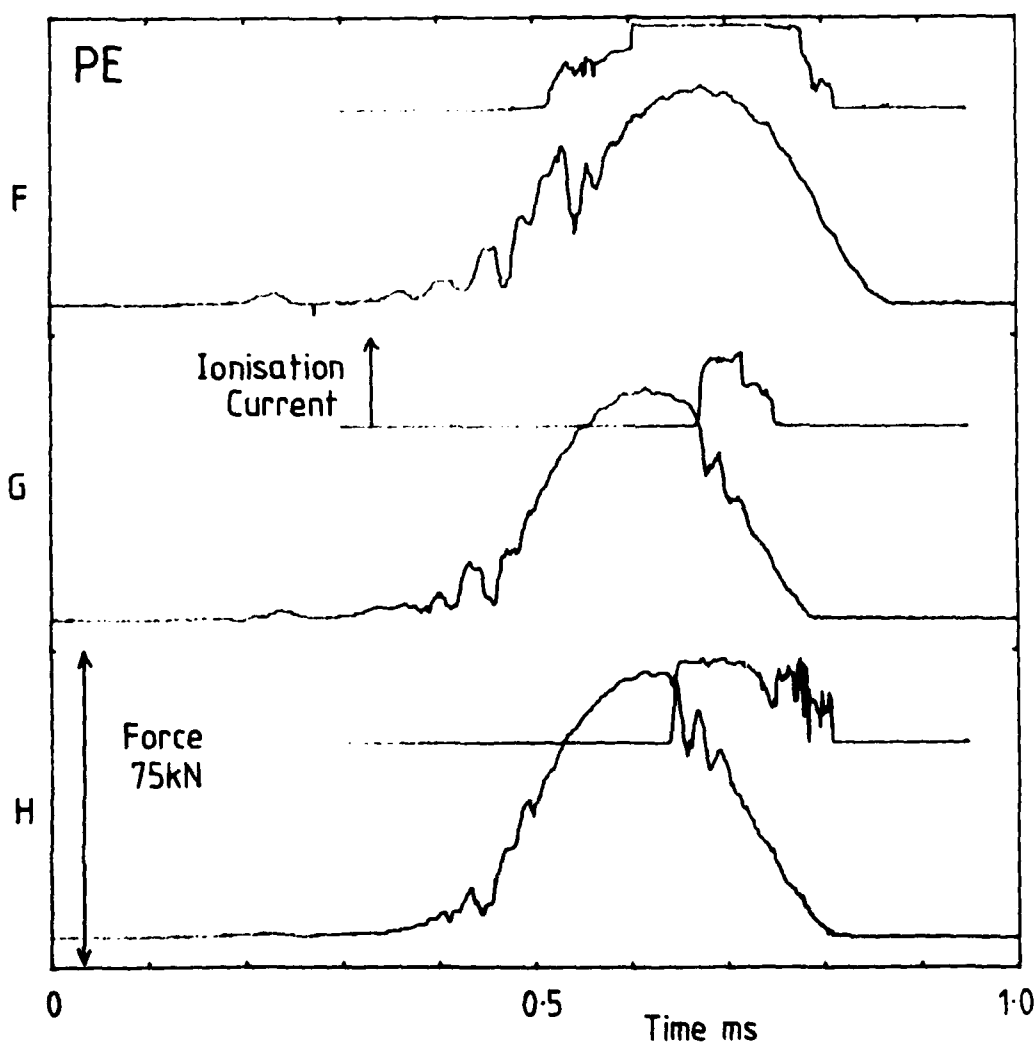 PE
F
Ionisation
Current
G
Force
75kN
H
0
0·5
1·0
Time ms